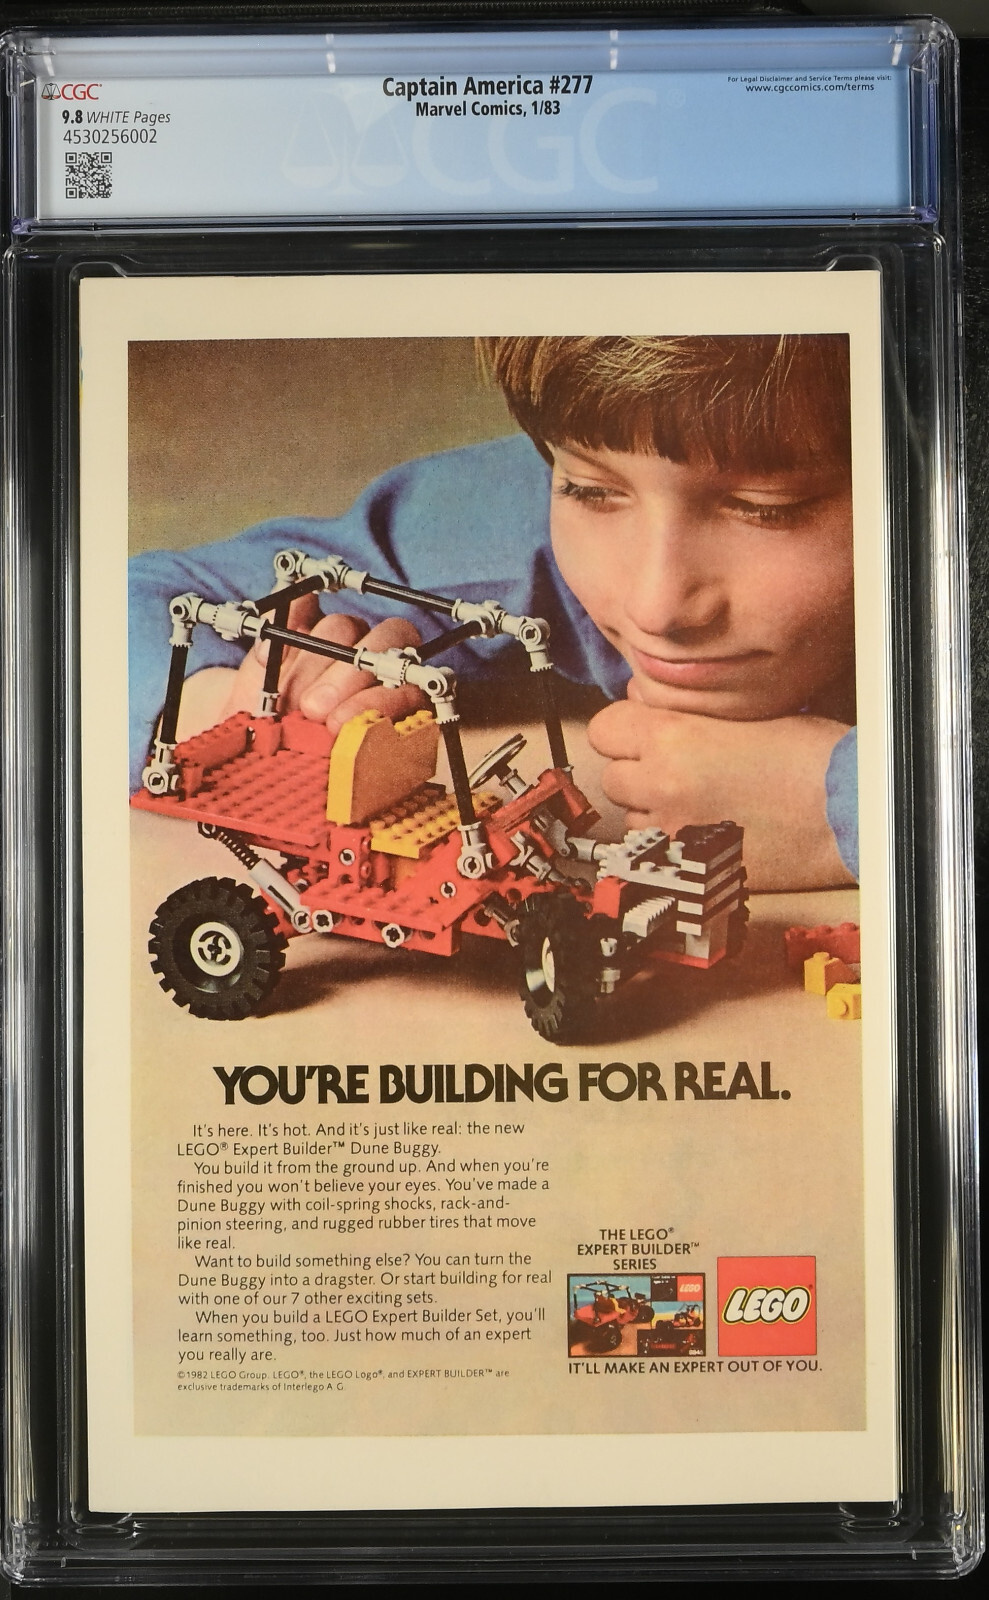 CGC
9.8 WHITE Pages
4530256002
Captain America #277
Marvel Comics, 1/83
For Legal Disclaimer and Service Terms please visit:
www.cgccomics.com/terms
CGC
YOU'RE BUILDING FOR REAL.
It's here. It's hot. And it's just like real: the new
LEGO® Expert Builder™ Dune Buggy.
You build it from the ground up. And when you're
finished you won't believe your eyes. You've made a
Dune Buggy with coil-spring shocks, rack-and-
pinion steering, and rugged rubber tires that move
like real.
Want to build something else? You can turn the
Dune Buggy into a dragster. Or start building for real
with one of our 7 other exciting sets.
When you build a LEGO Expert Builder Set, you'll
learn something, too. Just how much of an expert
you really are.
©1982 LEGO Group. LEGO®, the LEGO Logo®, and EXPERT BUILDER™ are
exclusive trademarks of Interlego A.G.
THE LEGO®
EXPERT BUILDER™
SERIES
LEGO
LEGO
IT'LL MAKE AN EXPERT OUT OF YOU.